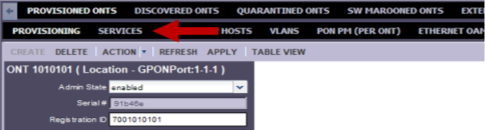 PROVISIONED ONTS DISCOVERED ONTS QUARANTINED ONTS SW MAROONED ONTS EXTE
PROVISIONING SERVICES HOSTS VLANS PON PM (PER ONT) ETHERNET OAM
CREATE DELETE ACTION REFRESH APPLY TABLE VIEW
ONT 1010101 ( Location - GPONPort:1-1-1 )
Admin State enabled
Serial # 91b46e
Registration ID 7001010101